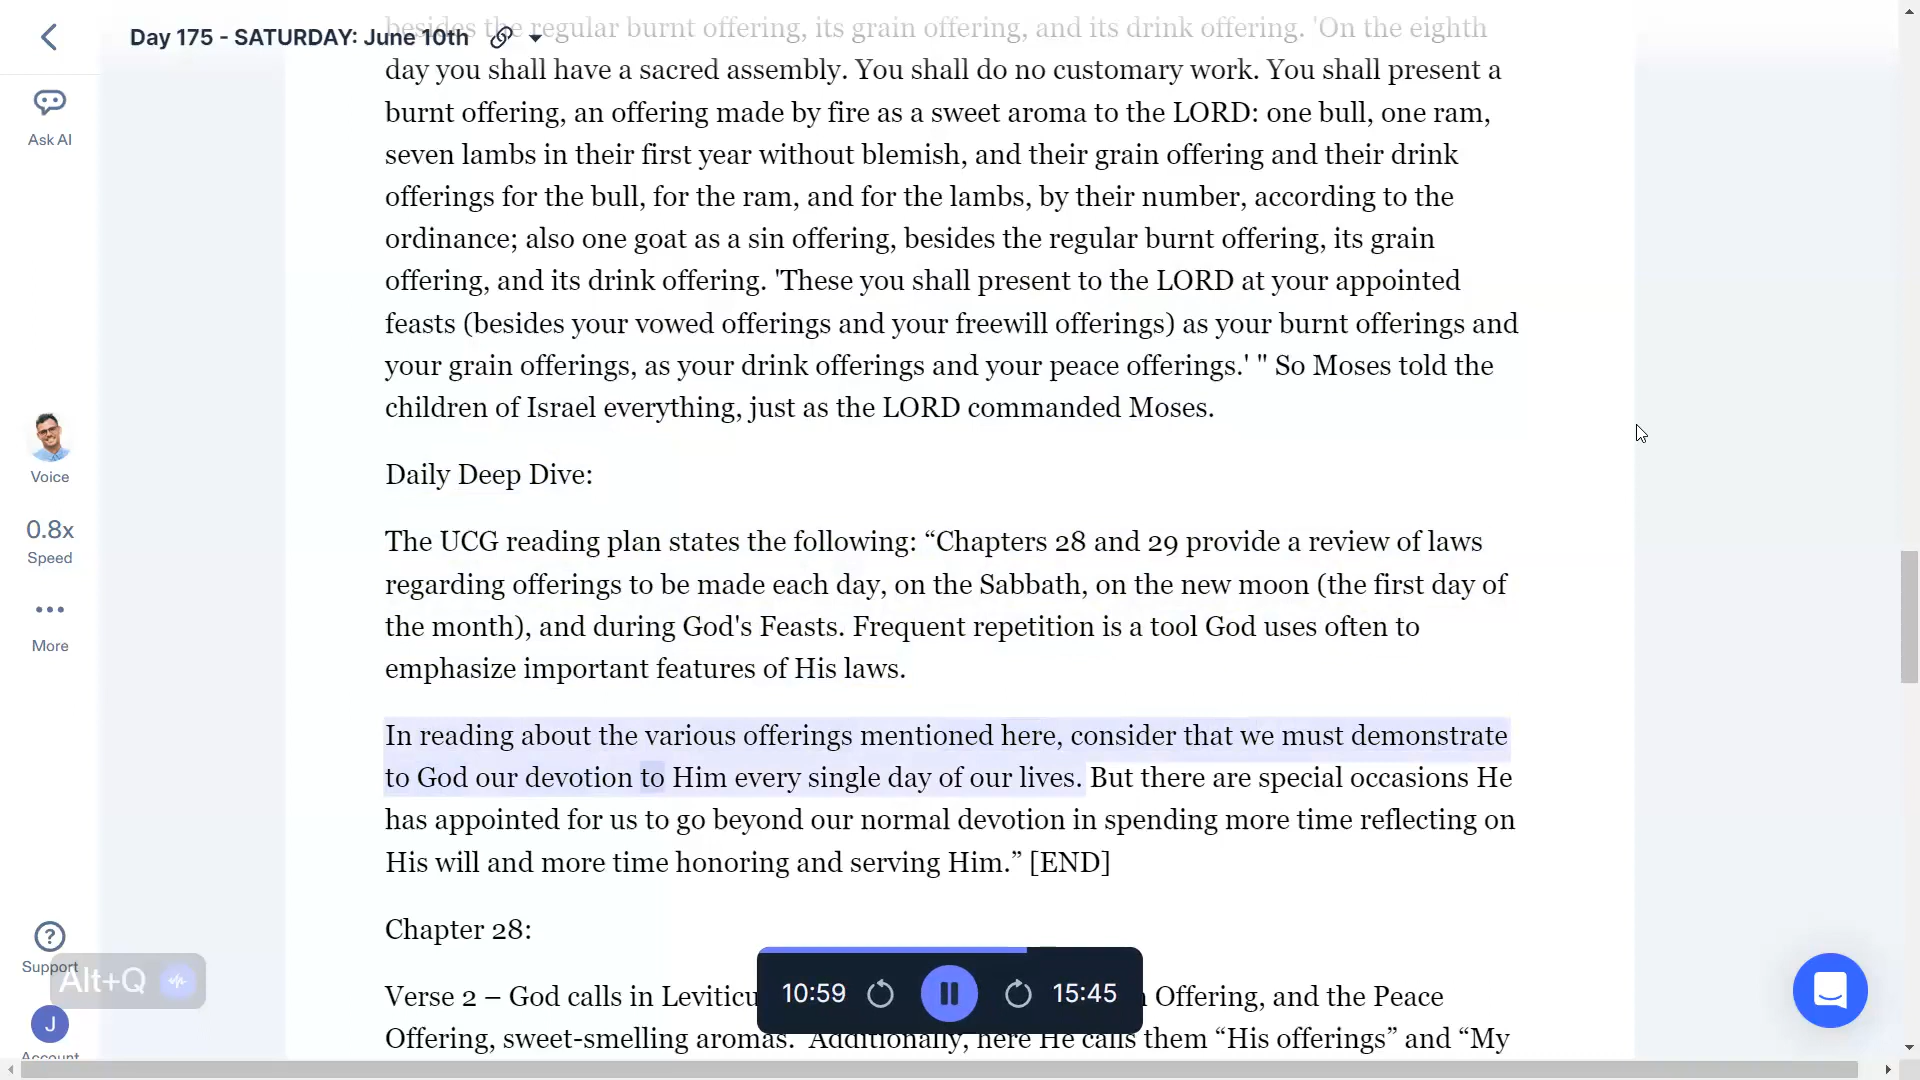 besides the regular burnt offering, its grain offering, and its drink offering. 'On the eighth
Day 175 - SATURDAY: June 10th
day you shall have a sacred assembly. You shall do no customary work. You shall present a
burnt offering, an offering made by fire as a sweet aroma to the LORD: one bull, one ram,
seven lambs in their first year without blemish, and their grain offering and their drink
offerings for the bull, for the ram, and for the lambs, by their number, according to the
ordinance; also one goat as a sin offering, besides the regular burnt offering, its grain
offering, and its drink offering. 'These you shall present to the LORD at your appointed
feasts (besides your vowed offerings and your freewill offerings) as your burnt offerings and
your grain offerings, as your drink offerings and your peace offerings.' " So Moses told the
children of Israel everything, just as the LORD commanded Moses.
Daily Deep Dive:
The UCG reading plan states the following: “Chapters 28 and 29 provide a review of laws
regarding offerings to be made each day, on the Sabbath, on the new moon (the first day of
the month), and during God's Feasts. Frequent repetition is a tool God uses often to
emphasize important features of His laws.
In reading about the various offerings mentioned here, consider that we must demonstrate
to God our devotion to Him every single day of our lives. But there are special occasions He
has appointed for us to go beyond our normal devotion in spending more time reflecting on
His will and more time honoring and serving Him.” [END]
Chapter 28:
Verse 2 – God calls in Offering, and the Peace
Offering, sweet-smelling aromas. Additionally, here He calls them “His offerings” and “My
Ask AI
Voice
0.8x
Speed
More
Support
Alt+Q
J
Account
10:59
15:45